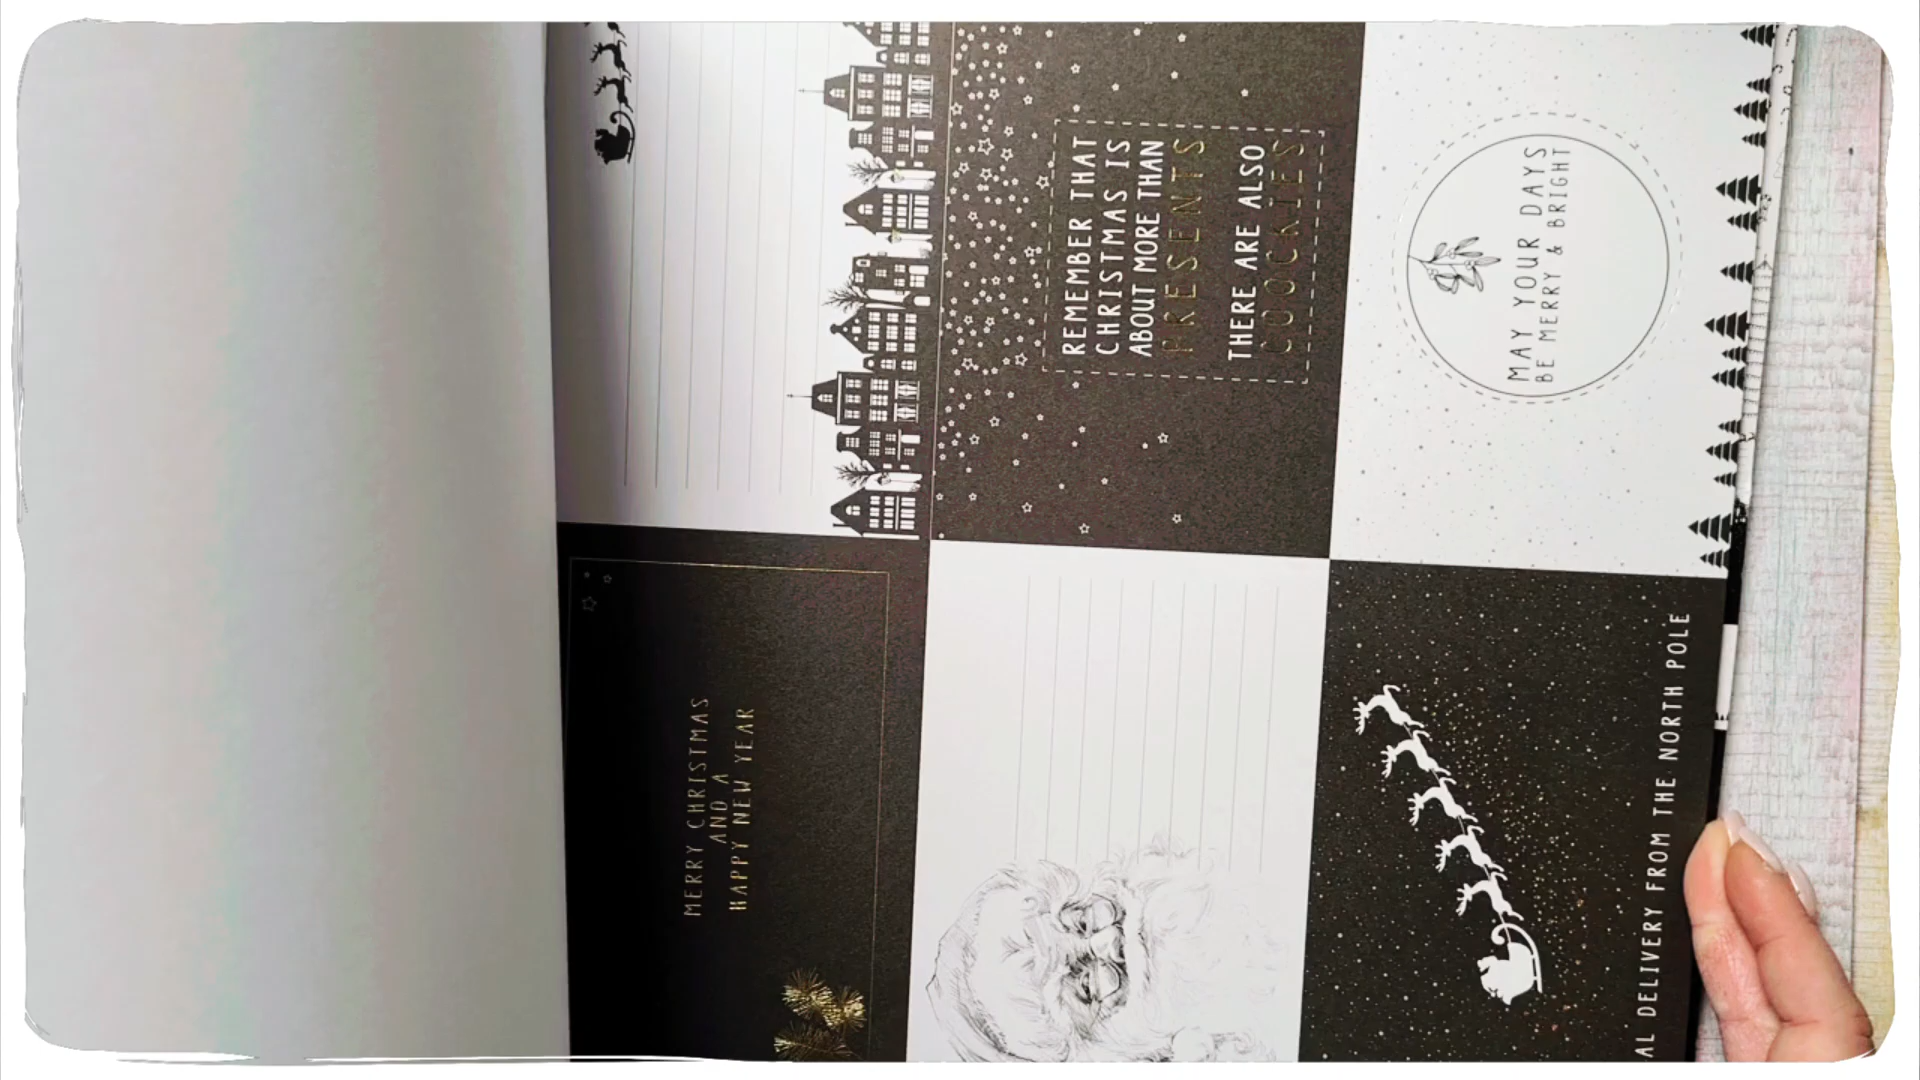 REMEMBER THAT
CHRISTMAS IS
ABOUT MORE THAN
PRESENTS
THERE ARE ALSO
COOCKIES
MAY YOUR DAYS
BE MERRY & BRIGHT
MERRY CHRISTMAS
AND A
HAPPY NEW YEAR
AL DELIVERY FROM THE NORTH POLE